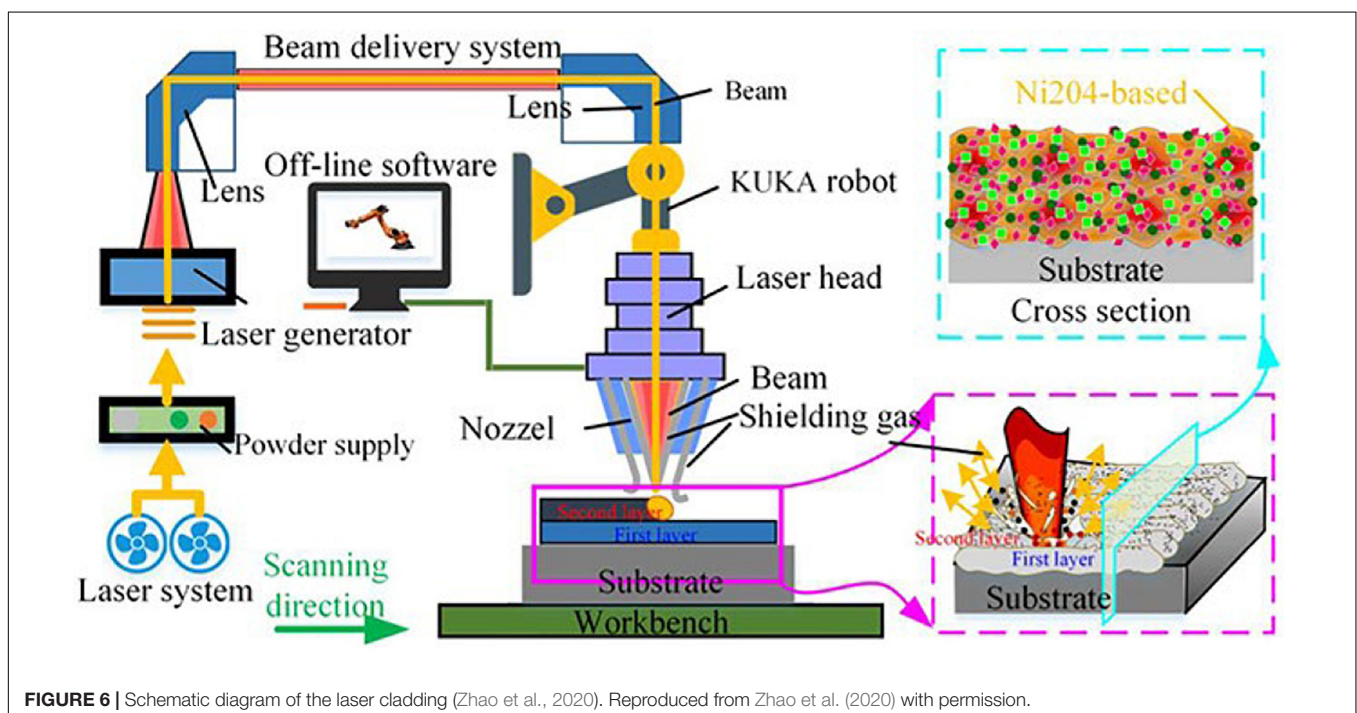 Beam delivery system
Lens
Beam
Lens
Off-line software
KUKA robot
Laser head
Laser generator
Beam
Shielding gas
Nozzel
Powder supply
Second layer
First layer
Laser system
Scanning
direction
Substrate
Workbench
Ni204-based
Substrate
Cross section
Second layer
First layer
Substrate
FIGURE 6 | Schematic diagram of the laser cladding (Zhao et al., 2020). Reproduced from Zhao et al. (2020) with permission.